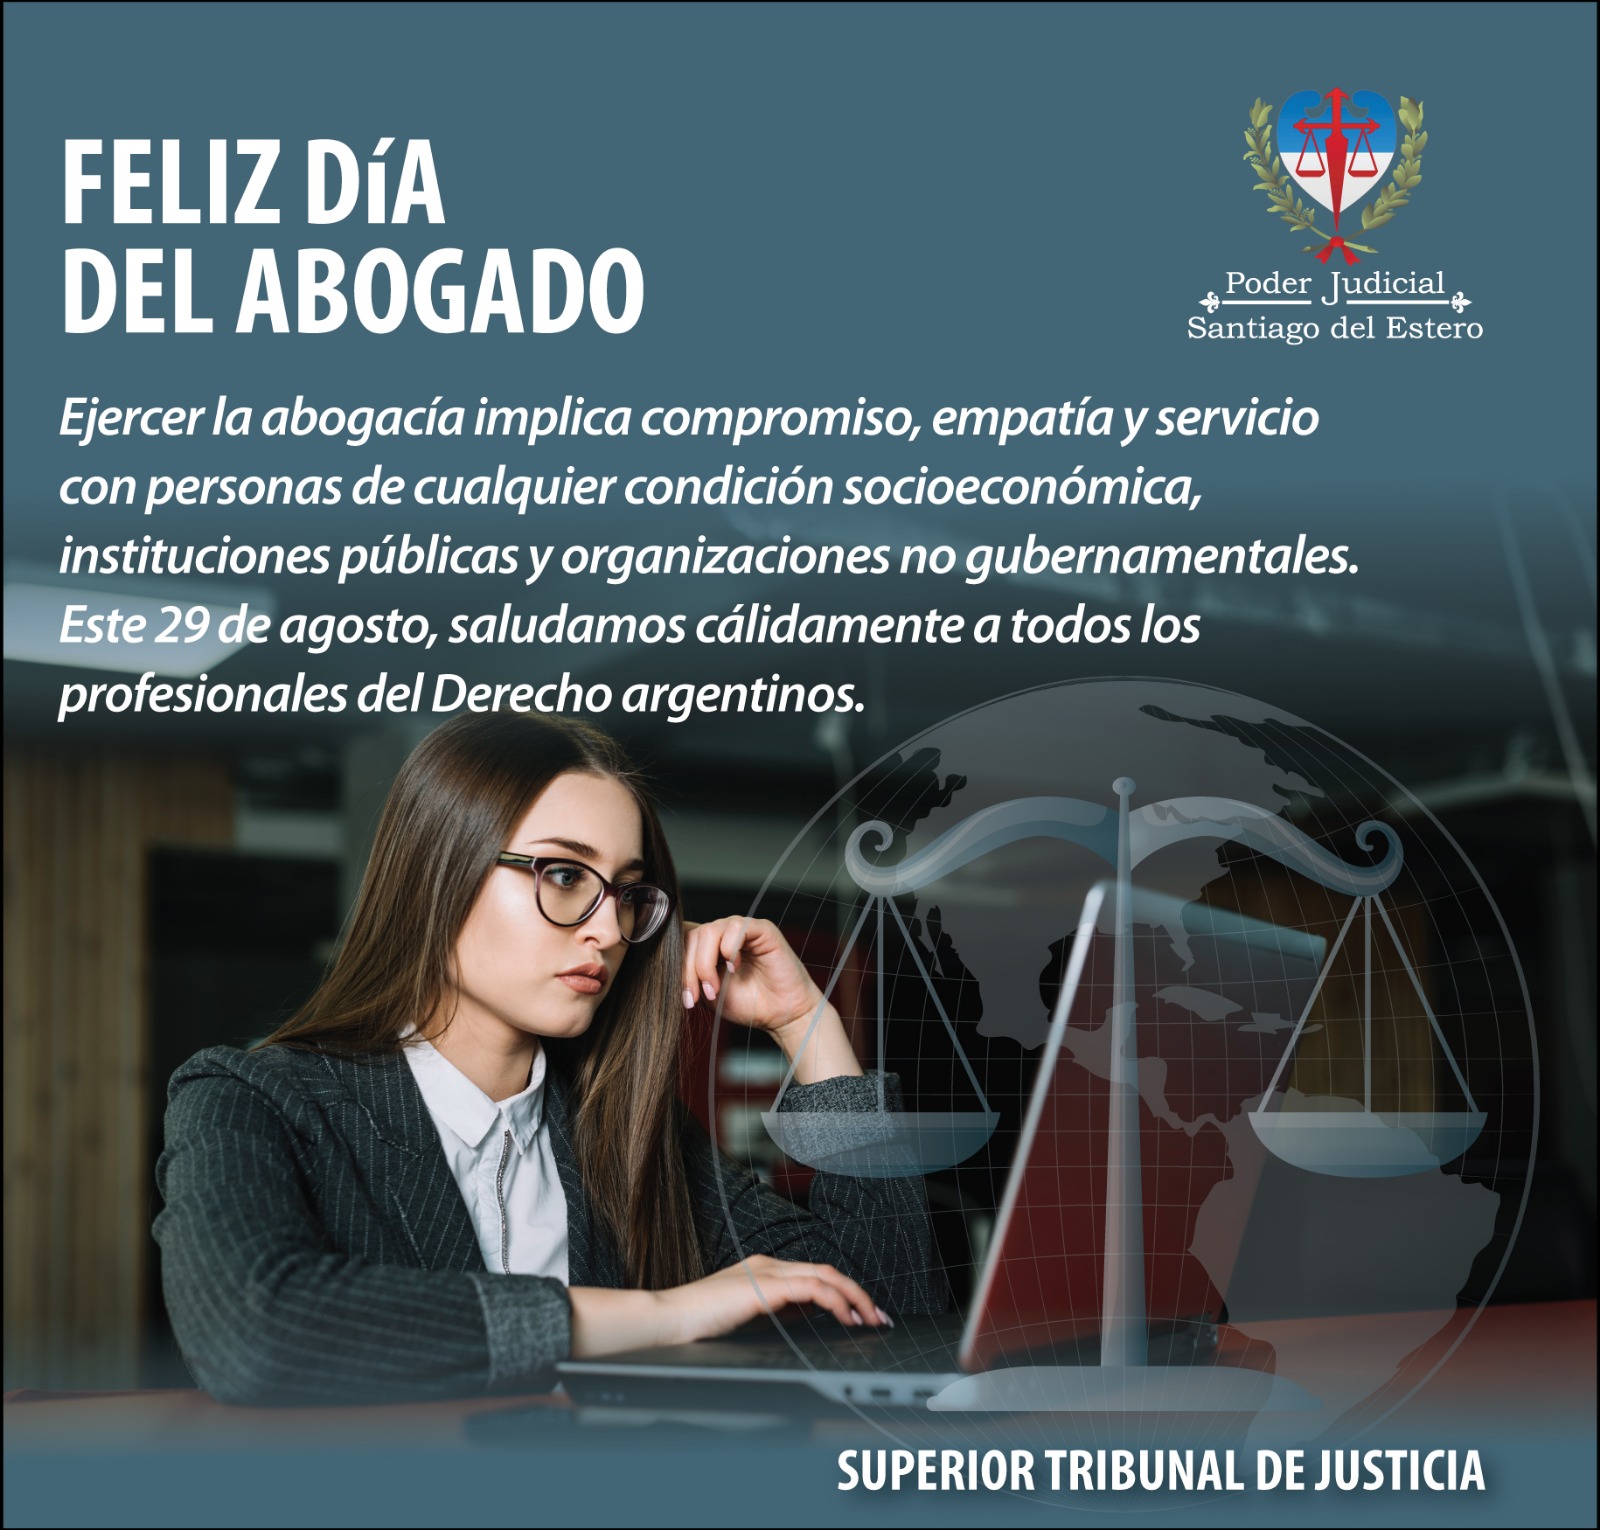 FELIZ DíA
DEL ABOGADO
Poder Judicial
Santiago del Estero
Ejercer la abogacía implica compromiso, empatía y servicio
con personas de cualquier condición socioeconómica,
instituciones públicas y organizaciones no gubernamentales.
Este 29 de agosto, saludamos cálidamente a todos los
profesionales del Derecho argentinos.
SUPERIOR TRIBUNAL DE JUSTICIA